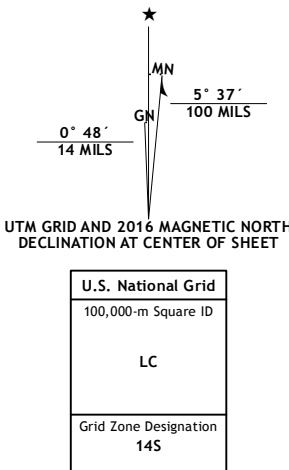 ★
MN
GN
5° 37´
100 MILS
0° 48´
14 MILS
UTM GRID AND 2016 MAGNETIC NORTH
DECLINATION AT CENTER OF SHEET
U.S. National Grid
100,000-m Square ID
LC
Grid Zone Designation
14S